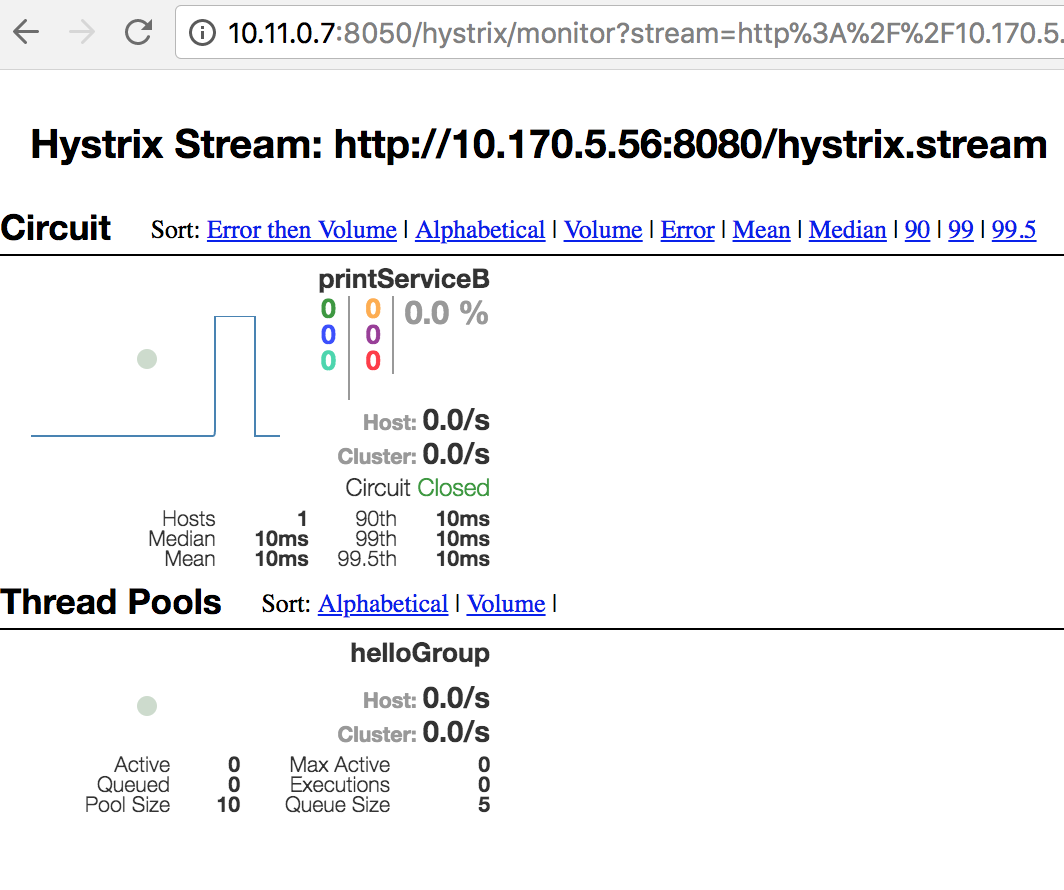 10.11.0.7:8050/hystrix/monitor?stream=http%3A%2F%2F10.170.5.
Hystrix Stream: http://10.170.5.56:8080/hystrix.stream
Circuit Sort: Error then Volume | Alphabetical | Volume | Error | Mean | Median | 90 | 99 | 99.5
printServiceB
0 0 0.0 %
0 0
0 0
Host: 0.0/s
Cluster: 0.0/s
Circuit Closed
Hosts 1 90th 10ms
Median 10ms 99th 10ms
Mean 10ms 99.5th 10ms
Thread Pools Sort: Alphabetical | Volume |
helloGroup
Host: 0.0/s
Cluster: 0.0/s
Active 0 Max Active 0
Queued 0 Executions 0
Pool Size 10 Queue Size 5